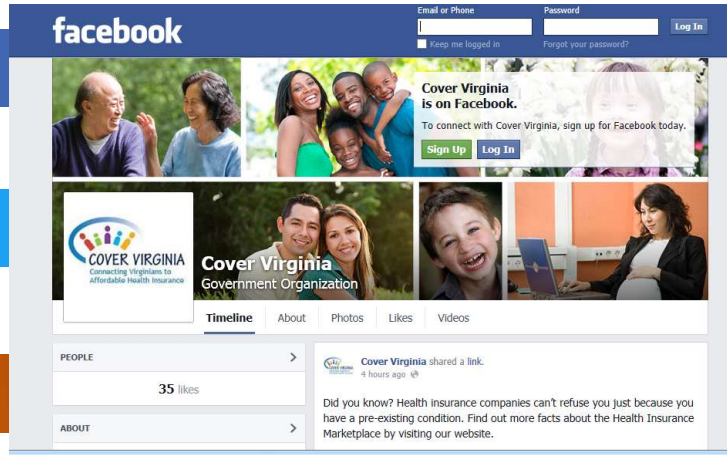 Email or Phone
Password
facebook
Log In
Keep me logged in
Forgot your password?
Cover Virginia
is on Facebook.
To connect with Cover Virginia, sign up for Facebook today.
Sign Up
Log In
COVER VIRGINIA
Connecting Virginians to
Affordable Health Insurance
Cover Virginia
Government Organization
Timeline
About
Photos
Likes
Videos
PEOPLE
35 likes
ABOUT
Cover Virginia shared a link.
4 hours ago
Did you know? Health insurance companies can't refuse you just because you
have a pre-existing condition. Find out more facts about the Health Insurance
Marketplace by visiting our website.